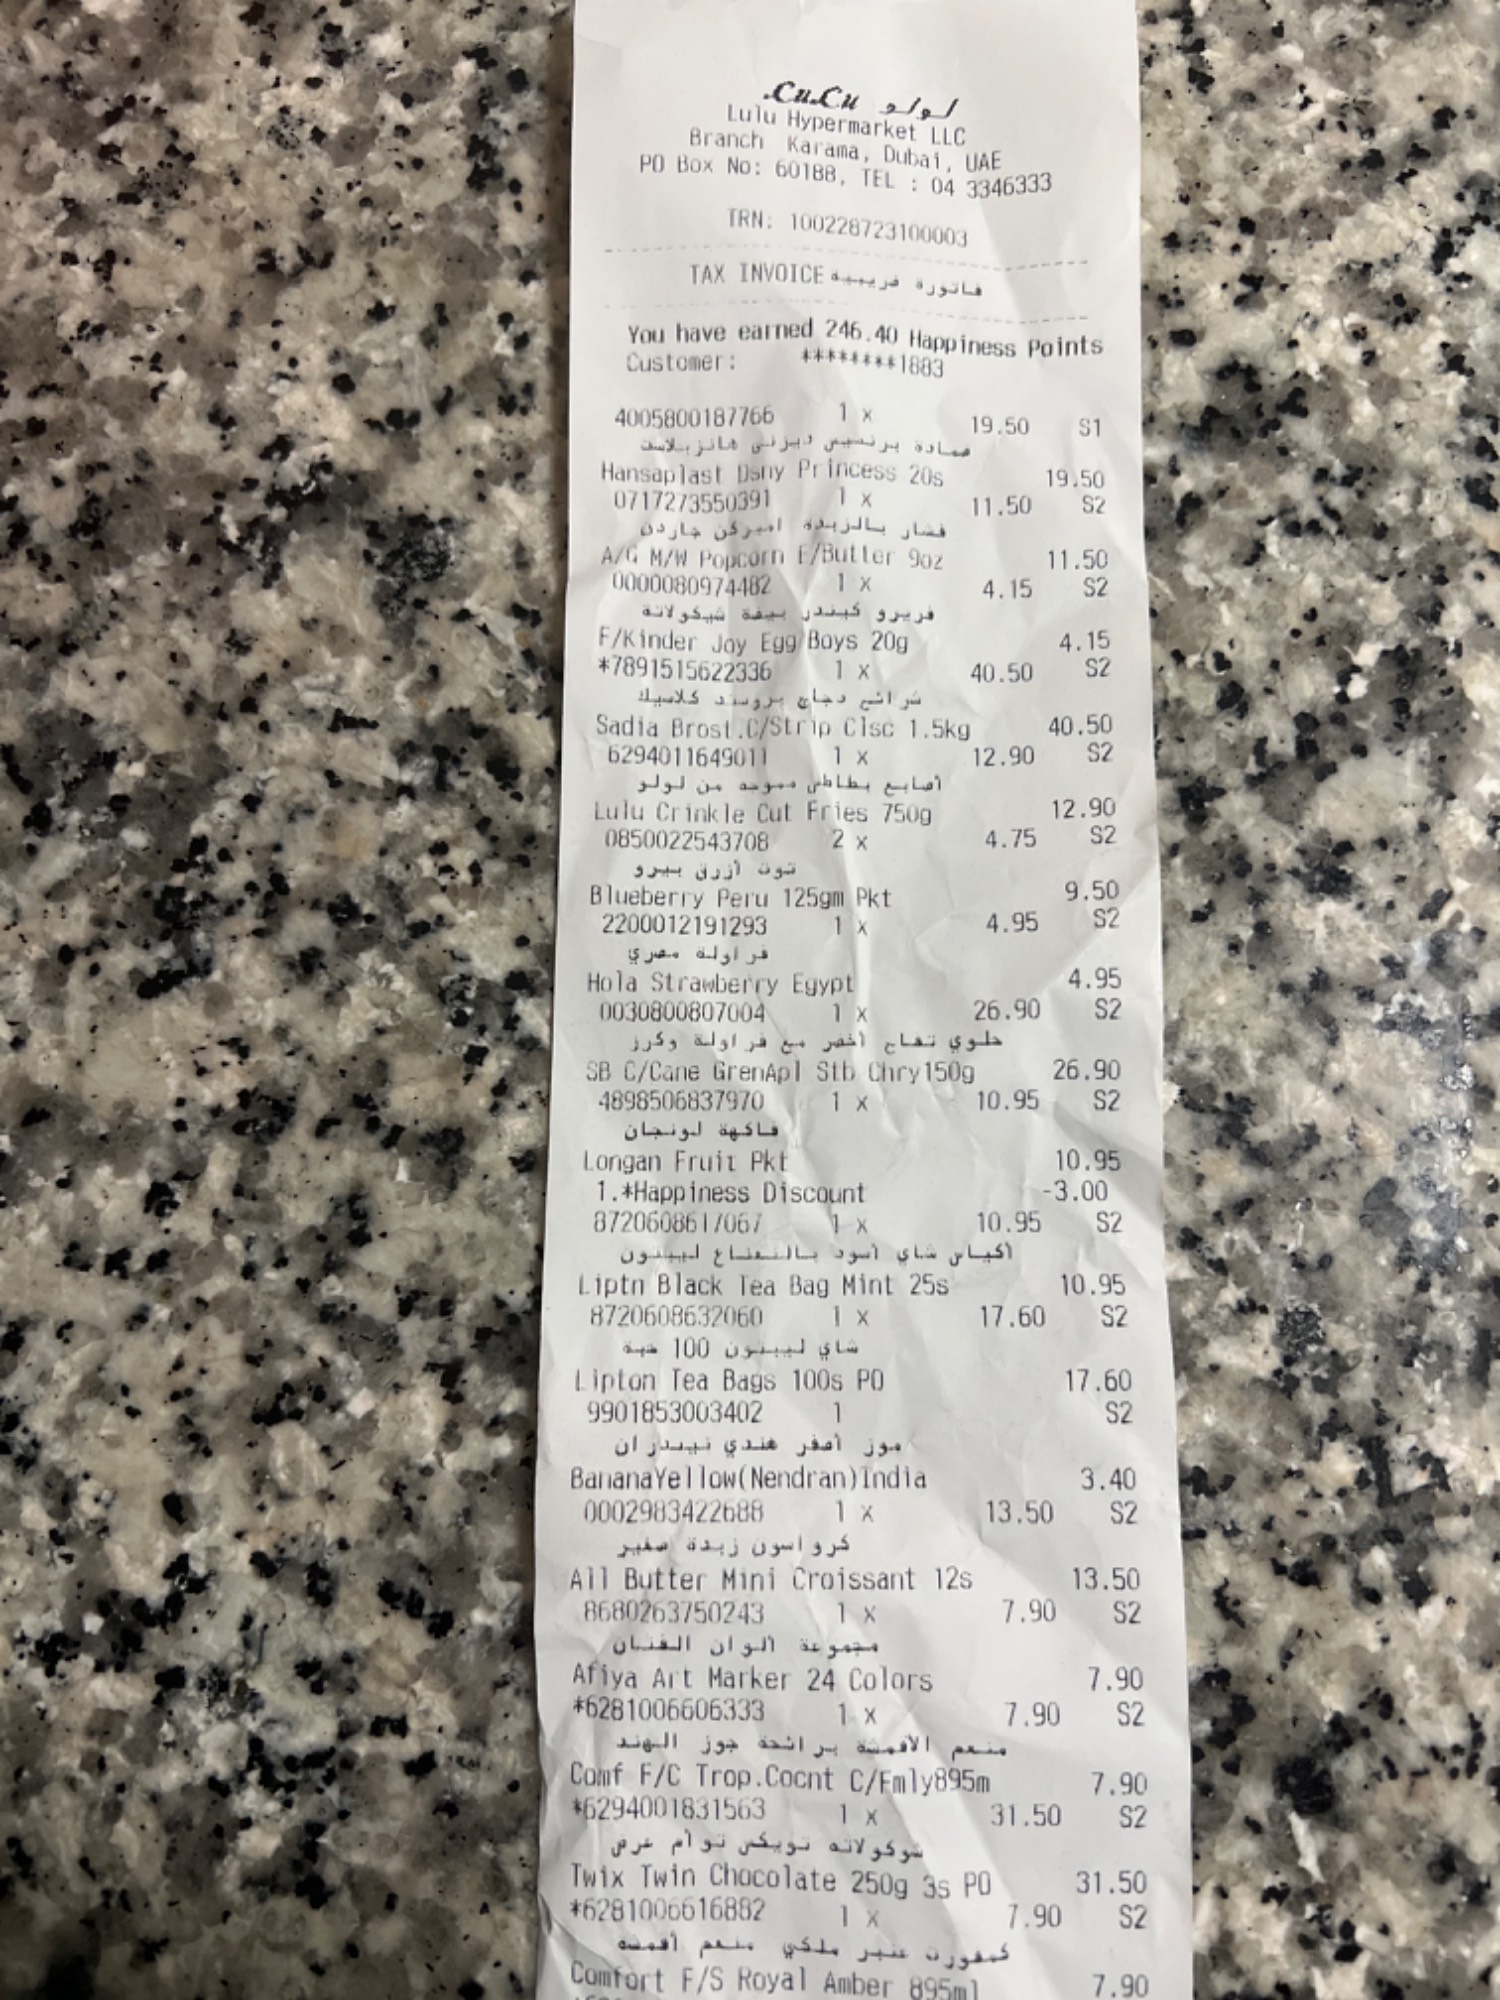 LuLu لولو
Lulu Hypermarket LLC
Branch Karama, Dubai, UAE
PO Box No: 60188, TEL : 04 3346333
TRN: 100228723100003
TAX INVOICE فاتورة ضريبية
You have earned 246.40 Happiness Points
Customer: ********1883
4005800187766 1 x 19.50 S1
ضمادة برنسيس ديزني هانزبلاست
Hansaplast Dsny Princess 20s 19.50
0717273550391 1 x 11.50 S2
فشار بالزبدة اميركن جاردن
A/G M/W Popcorn E/Butter 9oz 11.50
0000080974482 1 x 4.15 S2
فريرو كيندر بيضة شيكولاتة
F/Kinder Joy Egg Boys 20g 4.15
*7891515622336 1 x 40.50 S2
شرائح دجاج بروستد كلاسيك
Sadia Brost.C/Strip Clsc 1.5kg 40.50
6294011649011 1 x 12.90 S2
أصابع بطاطس مموجه من لولو
Lulu Crinkle Cut Fries 750g 12.90
0850022543708 2 x 4.75 S2
توت أزرق بيرو
Blueberry Peru 125gm Pkt 9.50
2200012191293 1 x 4.95 S2
فراولة مصري
Hola Strawberry Egypt 4.95
0030800807004 1 x 26.90 S2
حلوي تفاح أخضر مع فراولة وكرز
SB C/Cane GrenApl Stb Chry150g 26.90
4898506837970 1 x 10.95 S2
فاكهة لونجان
Longan Fruit Pkt 10.95
1.*Happiness Discount -3.00
8720608617067 1 x 10.95 S2
أكياس شاي أسود بالنعناع ليبتون
Liptn Black Tea Bag Mint 25s 10.95
8720608632060 1 x 17.60 S2
شاي ليبتون 100 حبة
Lipton Tea Bags 100s PO 17.60
9901853003402 1 S2
موز أصفر هندي نيندران
BananaYellow(Nendran)India 3.40
0002983422688 1 x 13.50 S2
كرواسون زبدة صغير
All Butter Mini Croissant 12s 13.50
8680263750243 1 x 7.90 S2
مجموعة ألوان الفنان
Afiya Art Marker 24 Colors 7.90
*6281006606333 1 x 7.90 S2
منعم الأقمشة برائحة جوز الهند
Comf F/C Trop.Cocnt C/Fmly895m 7.90
*6294001831563 1 x 31.50 S2
شوكولاته تويكس توأم عرض
Twix Twin Chocolate 250g 3s PO 31.50
*6281006616882 1 x 7.90 S2
كمفورت عنبر ملكي منعم أقمشه
Comfort F/S Royal Amber 895ml 7.90